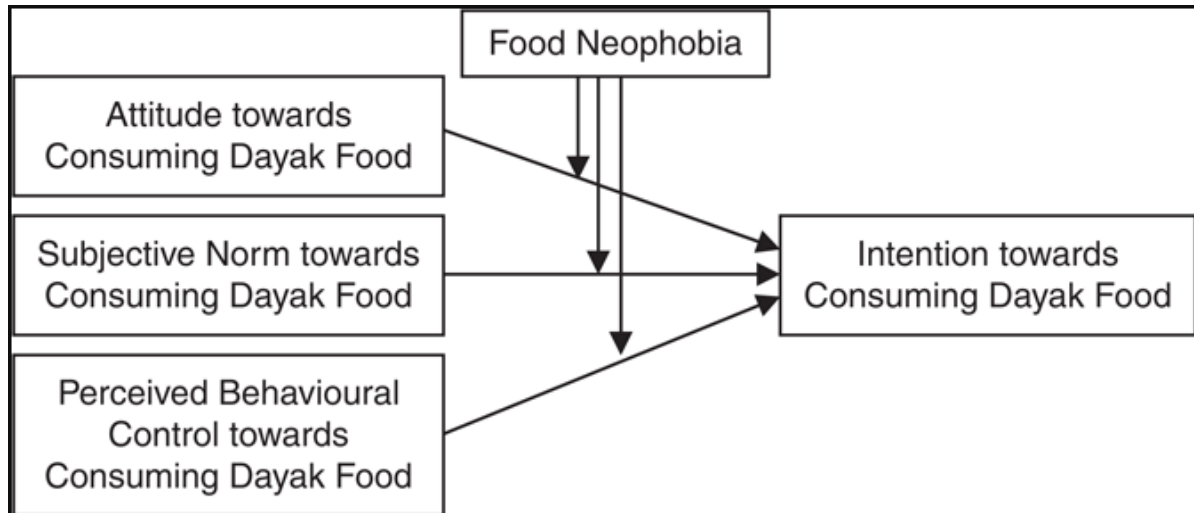 Food Neophobia
Attitude towards
Consuming Dayak Food
Subjective Norm towards
Consuming Dayak Food
Perceived Behavioural
Control towards
Consuming Dayak Food
Intention towards
Consuming Dayak Food